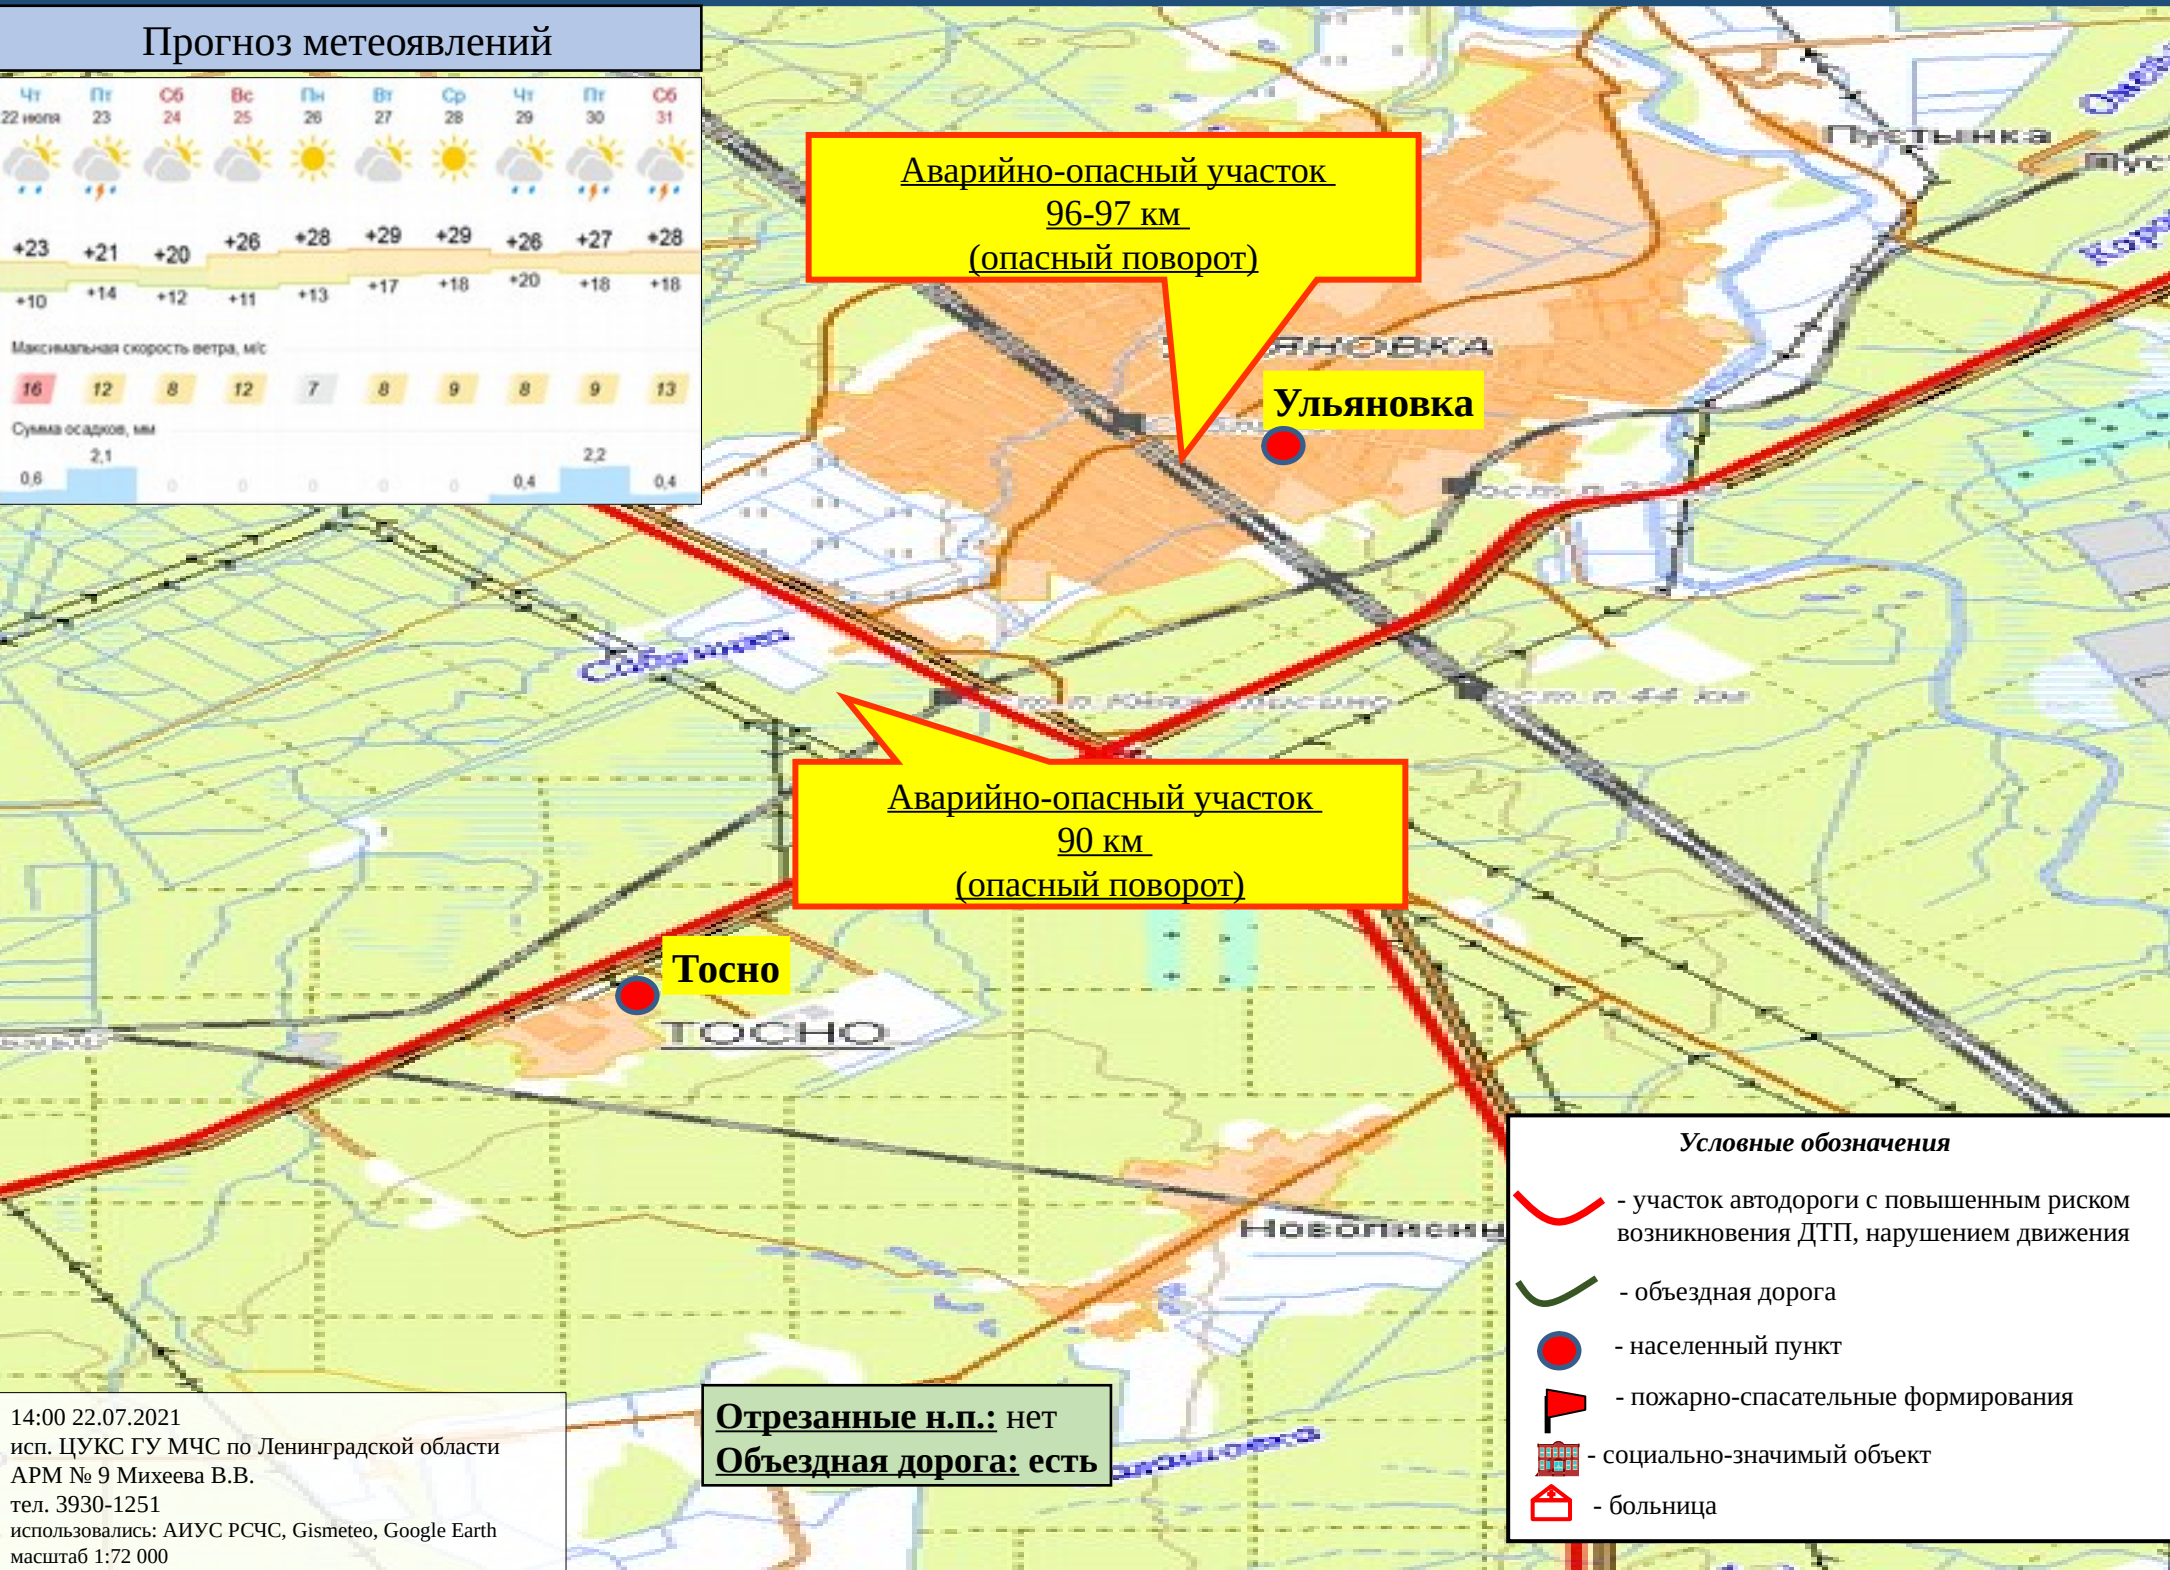 Прогноз метеоявлений
Чт Пт Сб Вс Пн Вт Ср Чт Пт Сб
22 июля 23 24 25 26 27 28 29 30 31
+23 +21 +20 +26 +28 +29 +29 +26 +27 +28
+10 +14 +12 +11 +13 +17 +18 +20 +18 +18
Максимальная скорость ветра, м/с
16 12 8 12 7 8 9 8 9 13
Сумма осадков, мм
0,6 2,1 0 0 0 0 0 0,4 2,2 0,4
Аварийно-опасный участок
96-97 км
(опасный поворот)
Пустынка
Ульяновка
Аварийно-опасный участок
90 км
(опасный поворот)
Тосно
ТОСНО
Условные обозначения
- участок автодороги с повышенным риском
возникновения ДТП, нарушением движения
- объездная дорога
- населенный пункт
- пожарно-спасательные формирования
- социально-значимый объект
- больница
Отрезанные н.п.: нет
Объездная дорога: есть
14:00 22.07.2021
исп. ЦУКС ГУ МЧС по Ленинградской области
АРМ № 9 Михеева В.В.
тел. 3930-1251
использовались: АИУС РСЧС, Gismeteo, Google Earth
масштаб 1:72 000